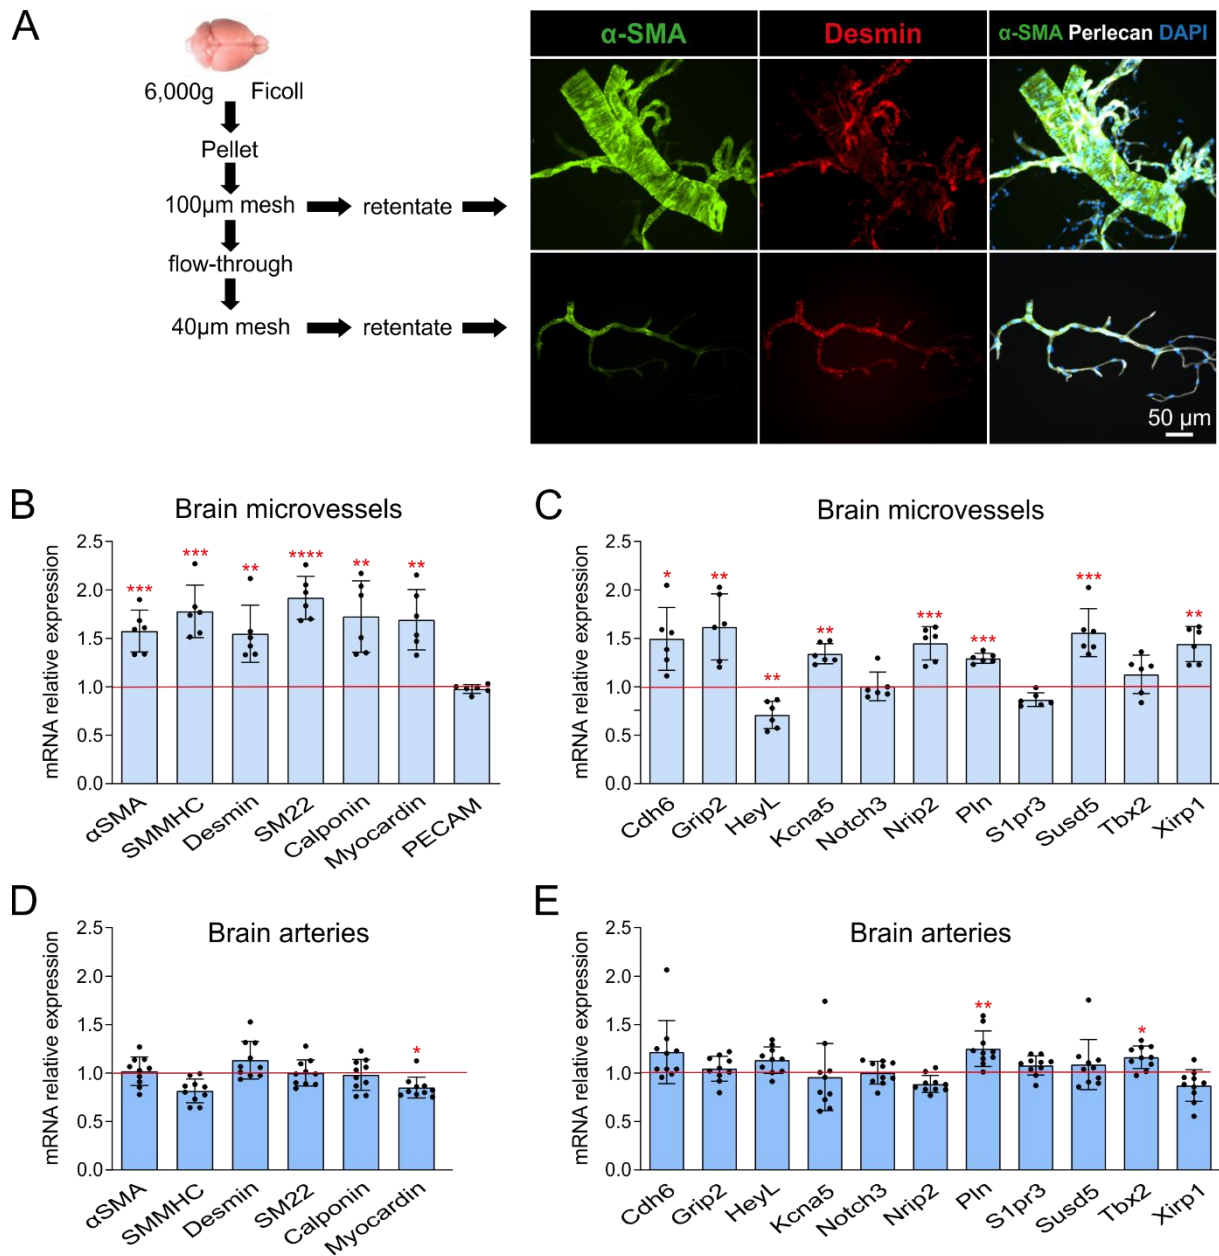 A
6,000g Ficoll
Pellet
100μm mesh retentate
flow-through
40μm mesh retentate
α-SMA Desmin α-SMA Perlecan DAPI
50 μm
B
Brain microvessels
mRNA relative expression
2.5
2.0
1.5
1.0
0.5
0.0
*** *** ** **** ** **
αSMA SMMHC Desmin SM22 Calponin Myocardin PECAM
C
Brain microvessels
mRNA relative expression
2.5
2.0
1.5
1.0
0.5
0.0
* ** ** ** *** *** *** **
Cdh6 Grip2 HeyL Kcna5 Notch3 Nrip2 Pln S1pr3 Susd5 Tbx2 Xirp1
D
Brain arteries
mRNA relative expression
2.5
2.0
1.5
1.0
0.5
0.0
*
αSMA SMMHC Desmin SM22 Calponin Myocardin
E
Brain arteries
mRNA relative expression
2.5
2.0
1.5
1.0
0.5
0.0
** *
Cdh6 Grip2 HeyL Kcna5 Notch3 Nrip2 Pln S1pr3 Susd5 Tbx2 Xirp1